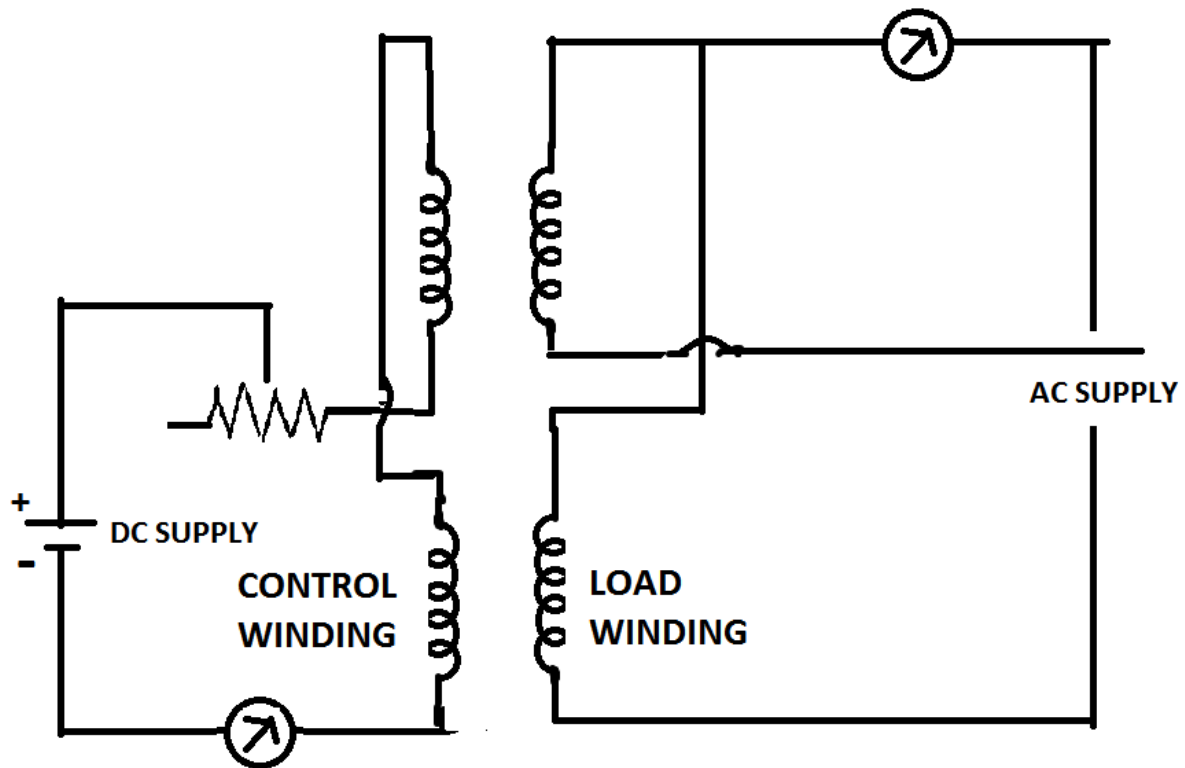 AC SUPPLY
+
DC SUPPLY
-
CONTROL
WINDING
LOAD
WINDING